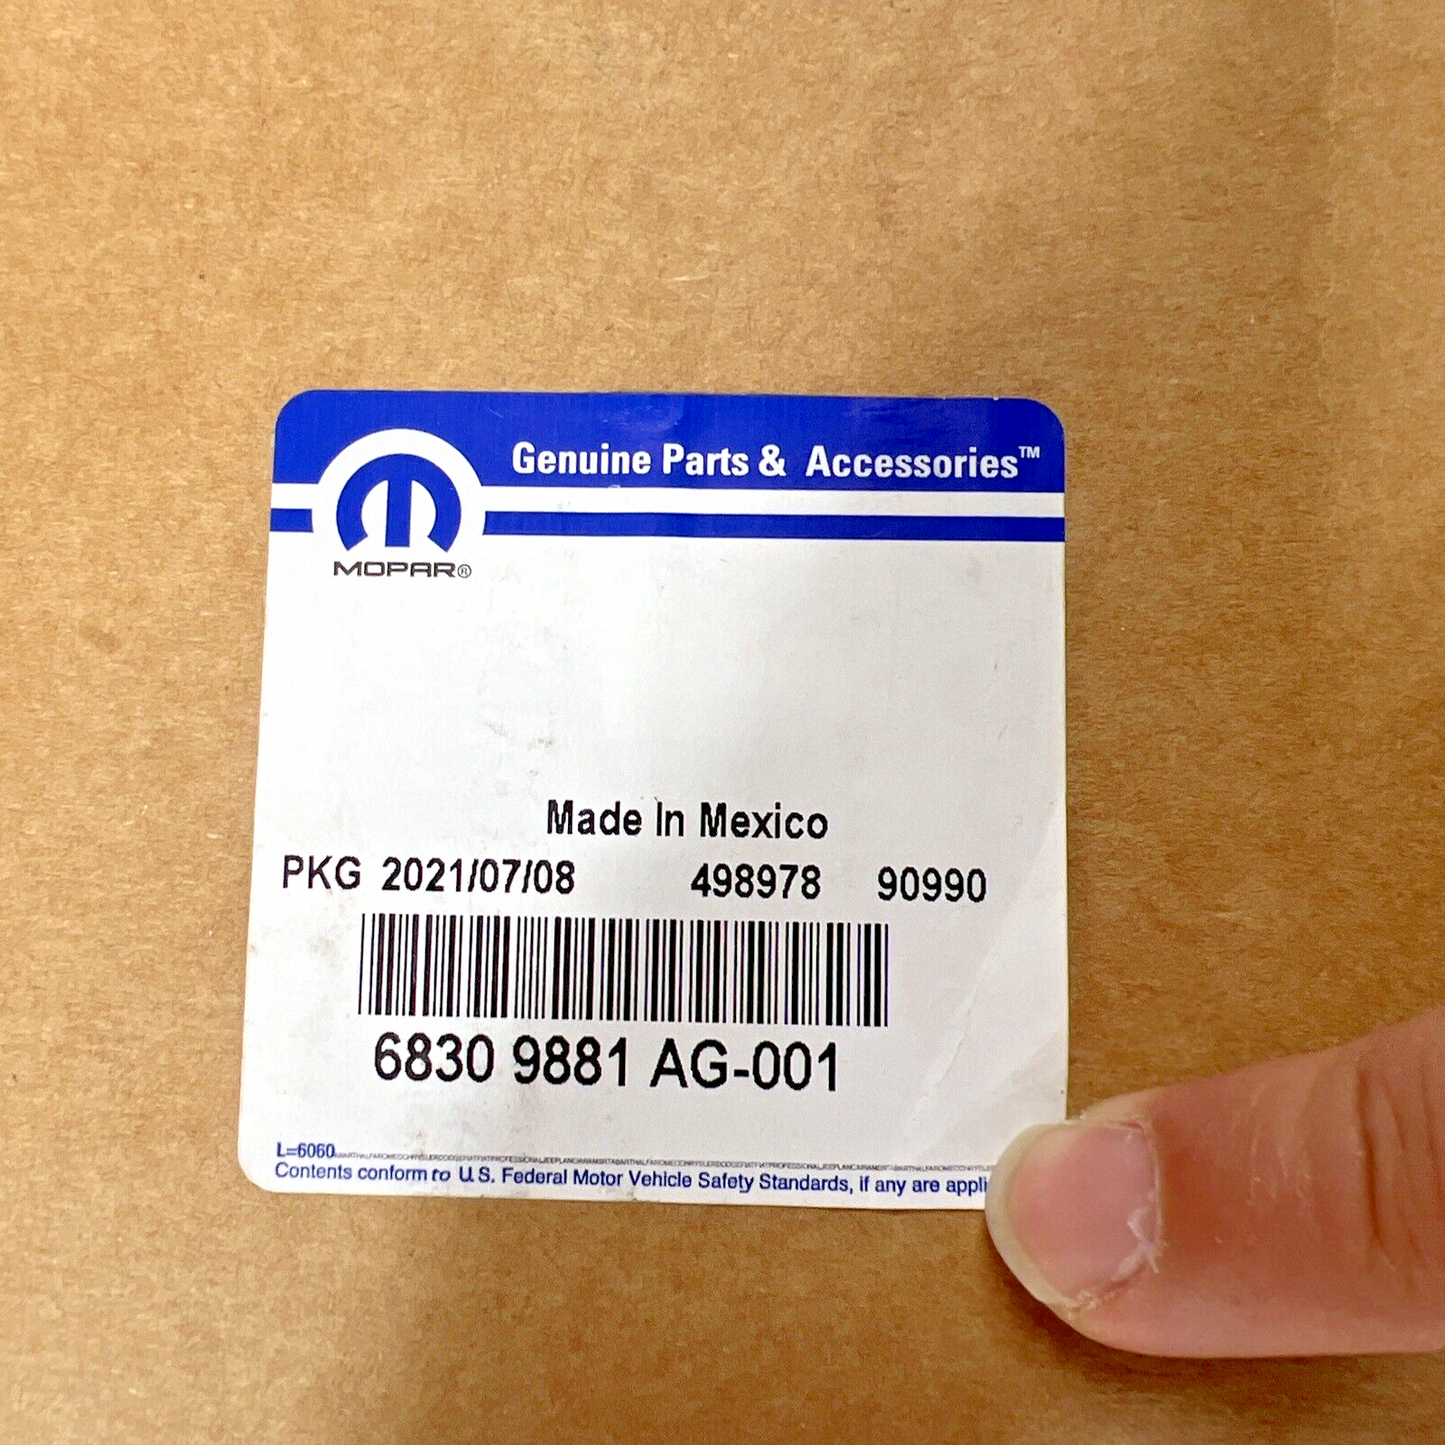 Genuine Parts & Accessories™
MOPAR®
Made In Mexico
PKG 2021/07/08 498978 90990
6830 9881 AG-001
L=6060
Contents conform to U.S. Federal Motor Vehicle Safety Standards, if any are